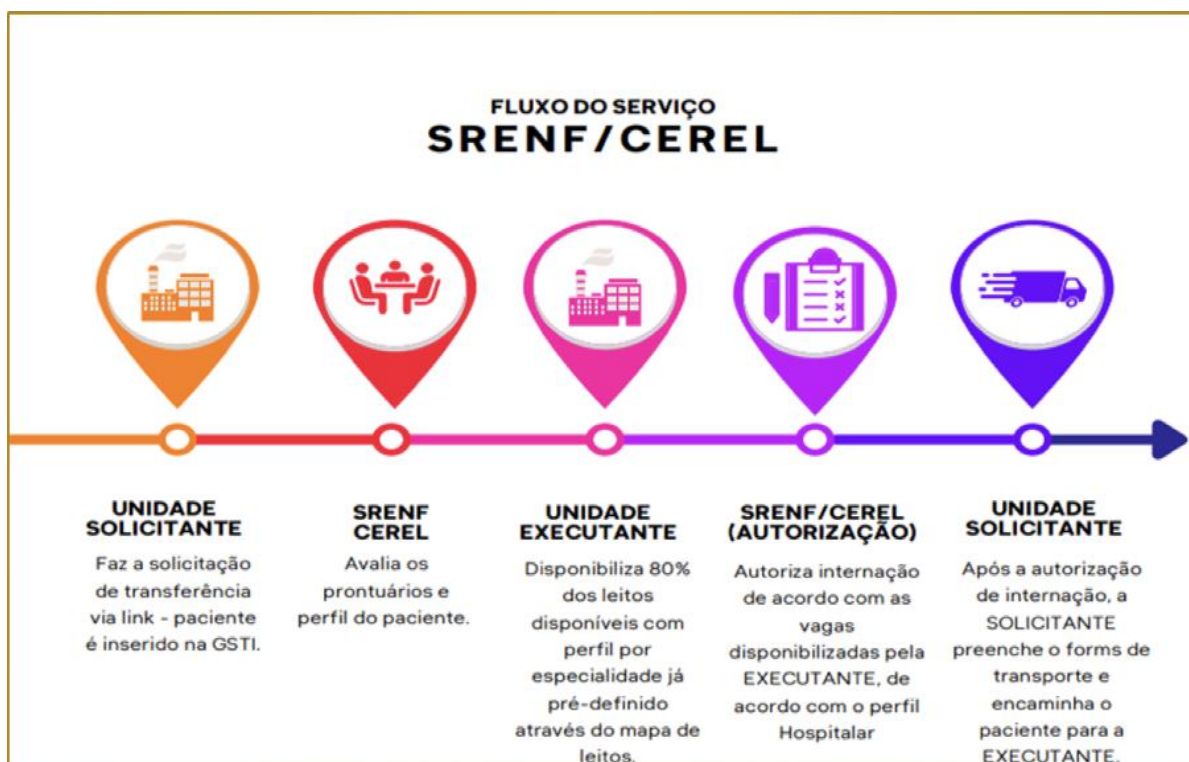 FLUXO DO SERVIÇO
SRENF/CEREL
UNIDADE
SOLICITANTE
Faz a solicitação
de transferência
via link - paciente
é inserido na GSTI.
SRENF
CEREL
Avalia os
prontuários e
perfil do paciente.
UNIDADE
EXECUTANTE
Disponibiliza 80%
dos leitos
disponíveis com
perfil por
especialidade já
pré-definido
através do mapa de
leitos.
SRENF/CEREL
(AUTORIZAÇÃO)
Autoriza internação
de acordo com as
vagas
disponibilizadas pela
EXECUTANTE, de
acordo com o perfil
Hospitalar
UNIDADE
SOLICITANTE
Após a autorização
de internação, a
SOLICITANTE
preenche o forms de
transporte e
encaminha o
paciente para a
EXECUTANTE.